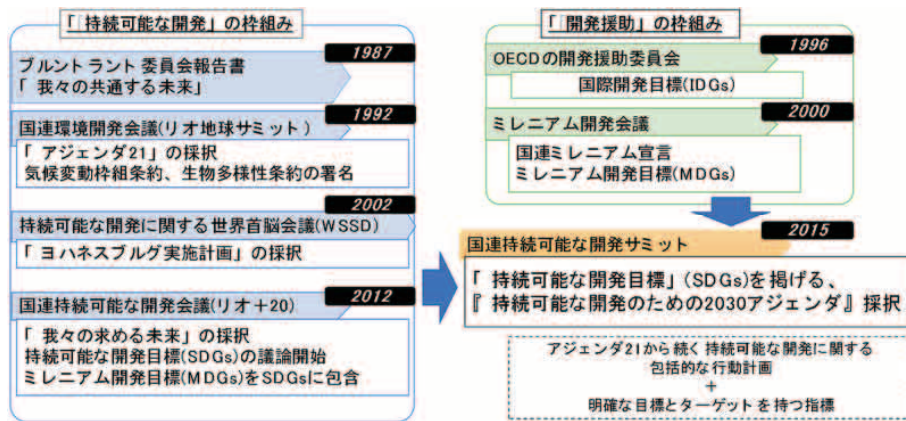 「持続可能な開発」の枠組み
1987
ブルントラント委員会報告書
「我々の共通する未来」
1992
国連環境開発会議(リオ地球サミット)
「アジェンダ21」の採択
気候変動枠組条約、生物多様性条約の署名
2002
持続可能な開発に関する世界首脳会議(WSSD)
「ヨハネスブルグ実施計画」の採択
2012
国連持続可能な開発会議(リオ+20)
「我々の求める未来」の採択
持続可能な開発目標(SDGs)の議論開始
ミレニアム開発目標(MDGs)をSDGsに包含
「開発援助」の枠組み
1996
OECDの開発援助委員会
国際開発目標(IDGs)
2000
ミレニアム開発会議
国連ミレニアム宣言
ミレニアム開発目標(MDGs)
2015
国連持続可能な開発サミット
「持続可能な開発目標」(SDGs)を掲げる、
『持続可能な開発のための2030アジェンダ』採択
アジェンダ21から続く持続可能な開発に関する
包括的な行動計画
+
明確な目標とターゲットを持つ指標